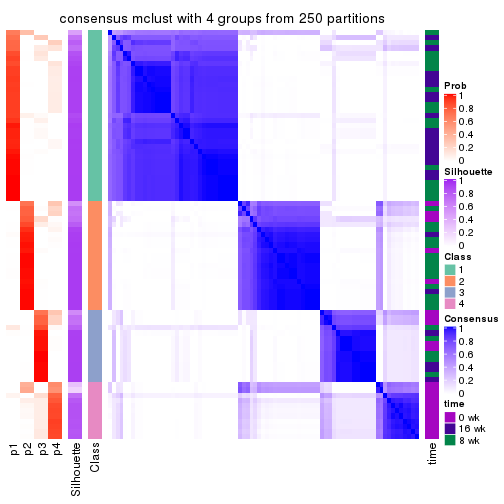 consensus mclust with 4 groups from 250 partitions
Prob
1
0.8
0.6
0.4
0.2
0
Silhouette
1
0.8
0.6
0.4
0.2
0
Class
1
2
3
4
Consensus
1
0.8
0.6
0.4
0.2
0
time
0 wk
16 wk
8 wk
p1
p2
p3
p4
Silhouette
Class
time